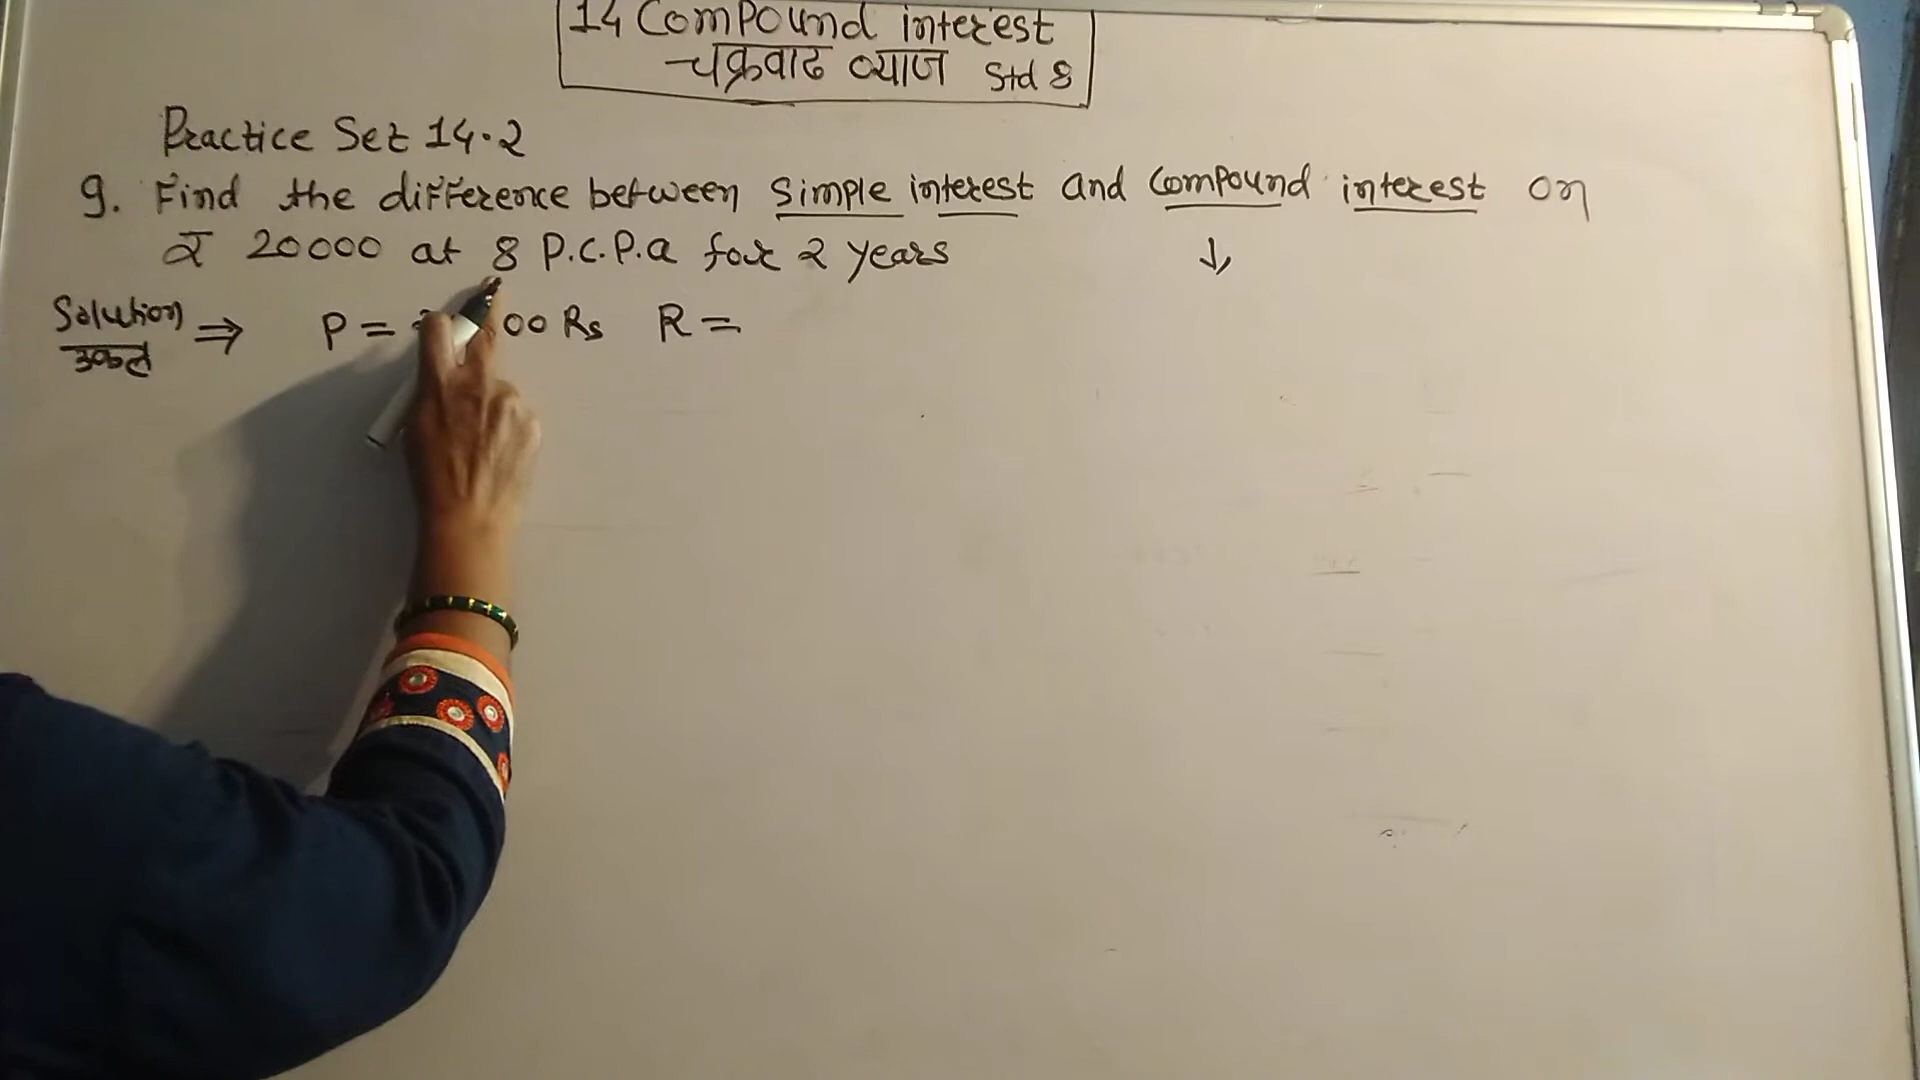 14 Compound interest
चक्रवाढ व्याज Std 8
Practice Set 14.2
9. Find the difference between simple interest and compound interest on
₹ 20000 at 8 P.C.P.a for 2 years
Solution ⇒ P = 00 Rs R =
उकल